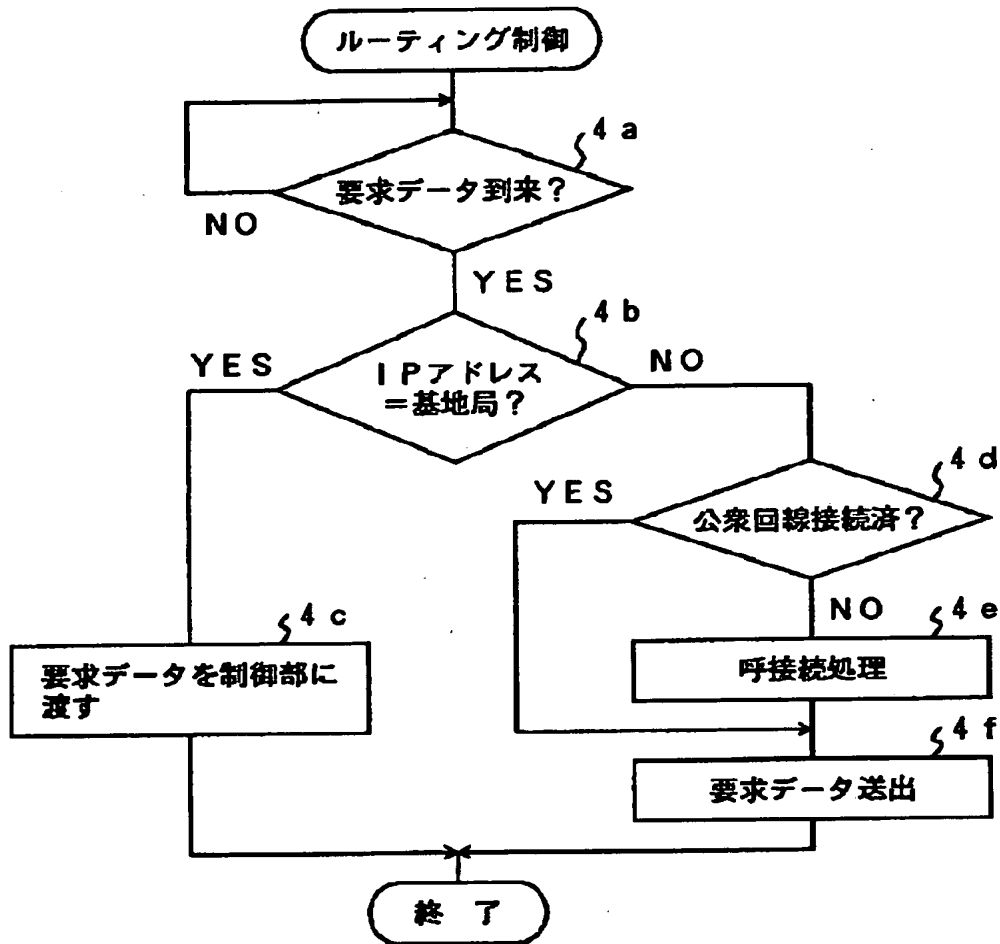 ルーティング制御
4a
要求データ到来?
NO
YES
4b
YES
IPアドレス
=基地局?
NO
4d
YES
公衆回線接続済?
NO
4c
要求データを制御部に
渡す
4e
呼接続処理
4f
要求データ送出
終 了